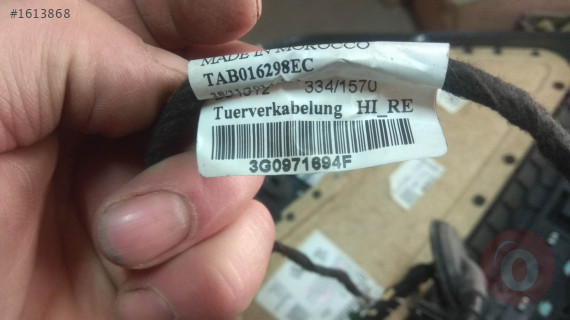 #1613868
MADE IN MOROCCO
TAB016298EC
334/1570
Tuerverkabelung HI_RE
3G0971694F